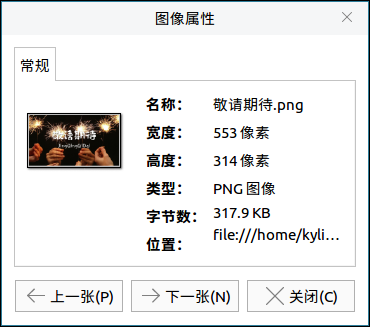 图像属性
常规
敬请期待
名称： 敬请期待.png
宽度： 553 像素
高度： 314 像素
类型： PNG 图像
字节数： 317.9 KB
位置： file:///home/kyli...
上一张(P) 下一张(N) 关闭(C)